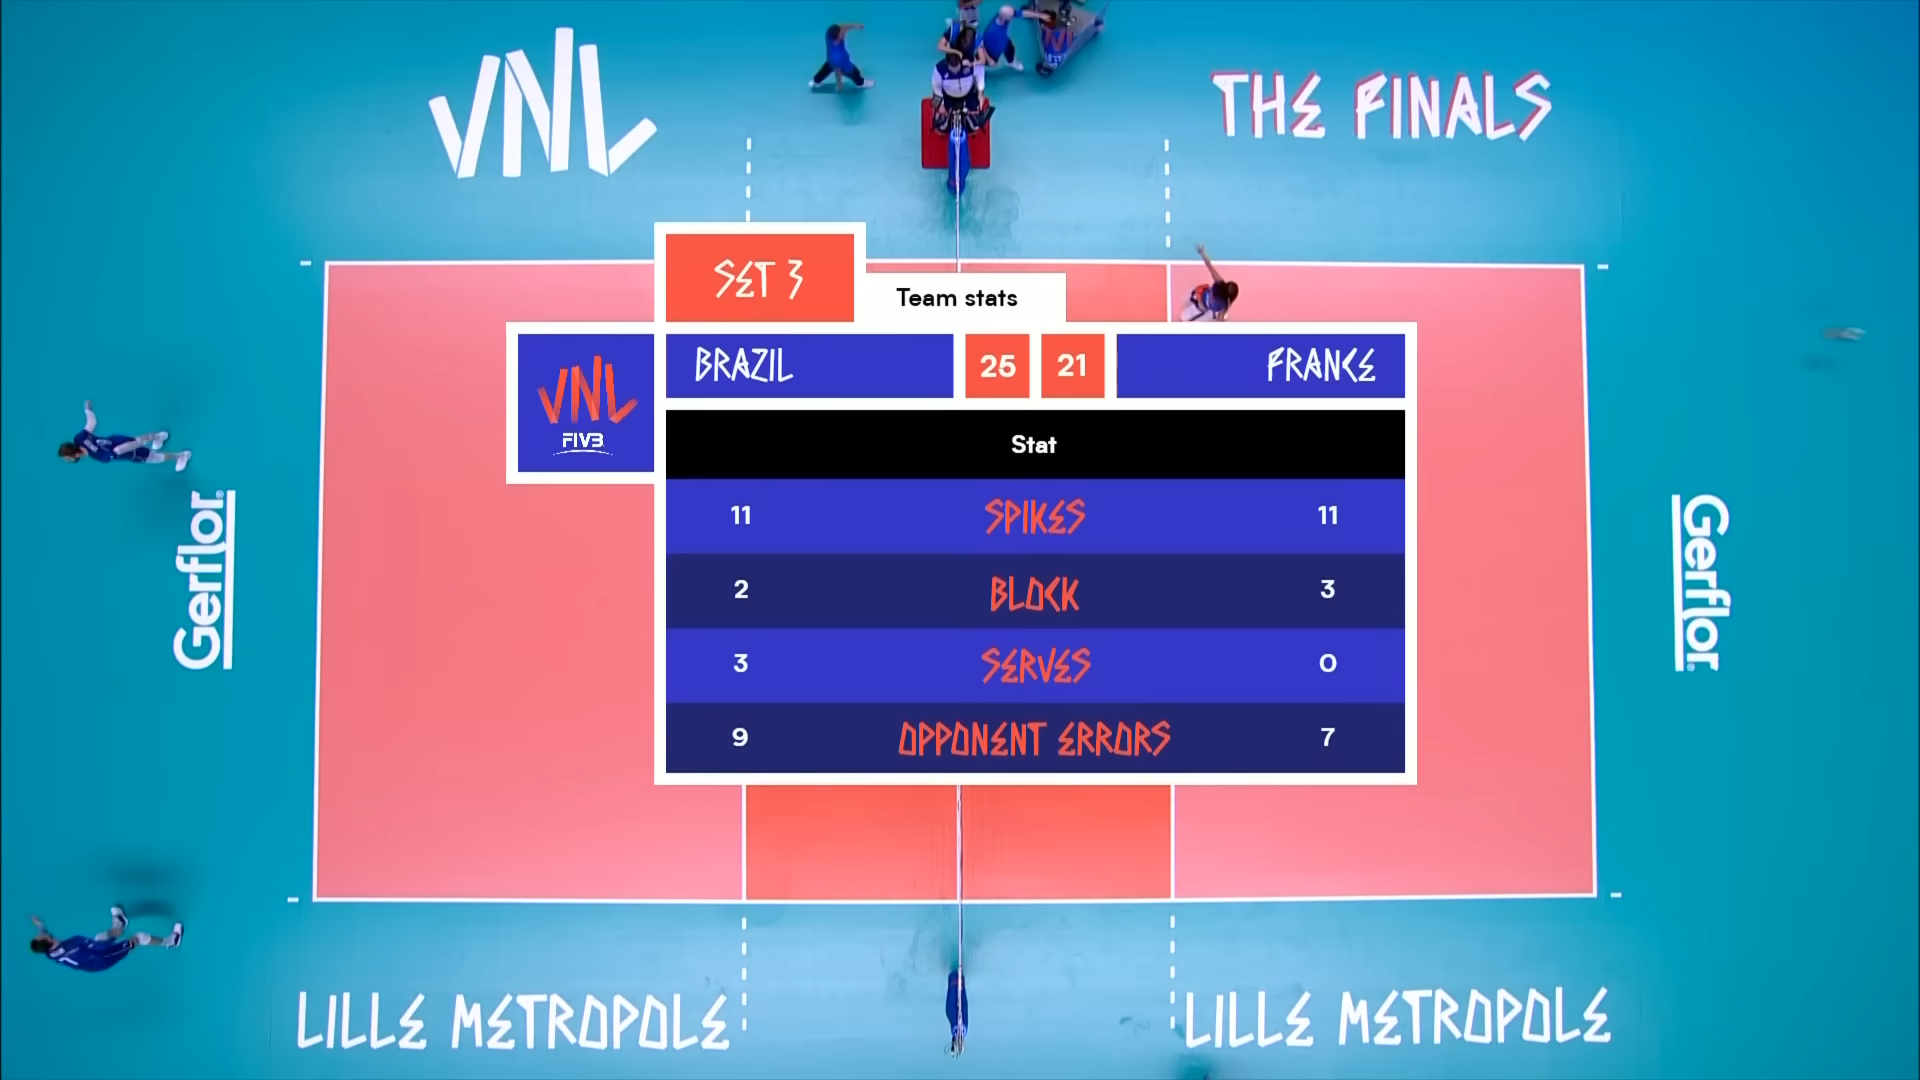 VNL
THE FINALS
SET 3
Team stats
BRAZIL 25 21 FRANCE
VNL
FIVB
Stat
11 SPIKES 11
2 BLOCK 3
3 SERVES 0
9 OPPONENT ERRORS 7
Gerflor
Gerflor
LILLE METROPOLE
LILLE METROPOLE